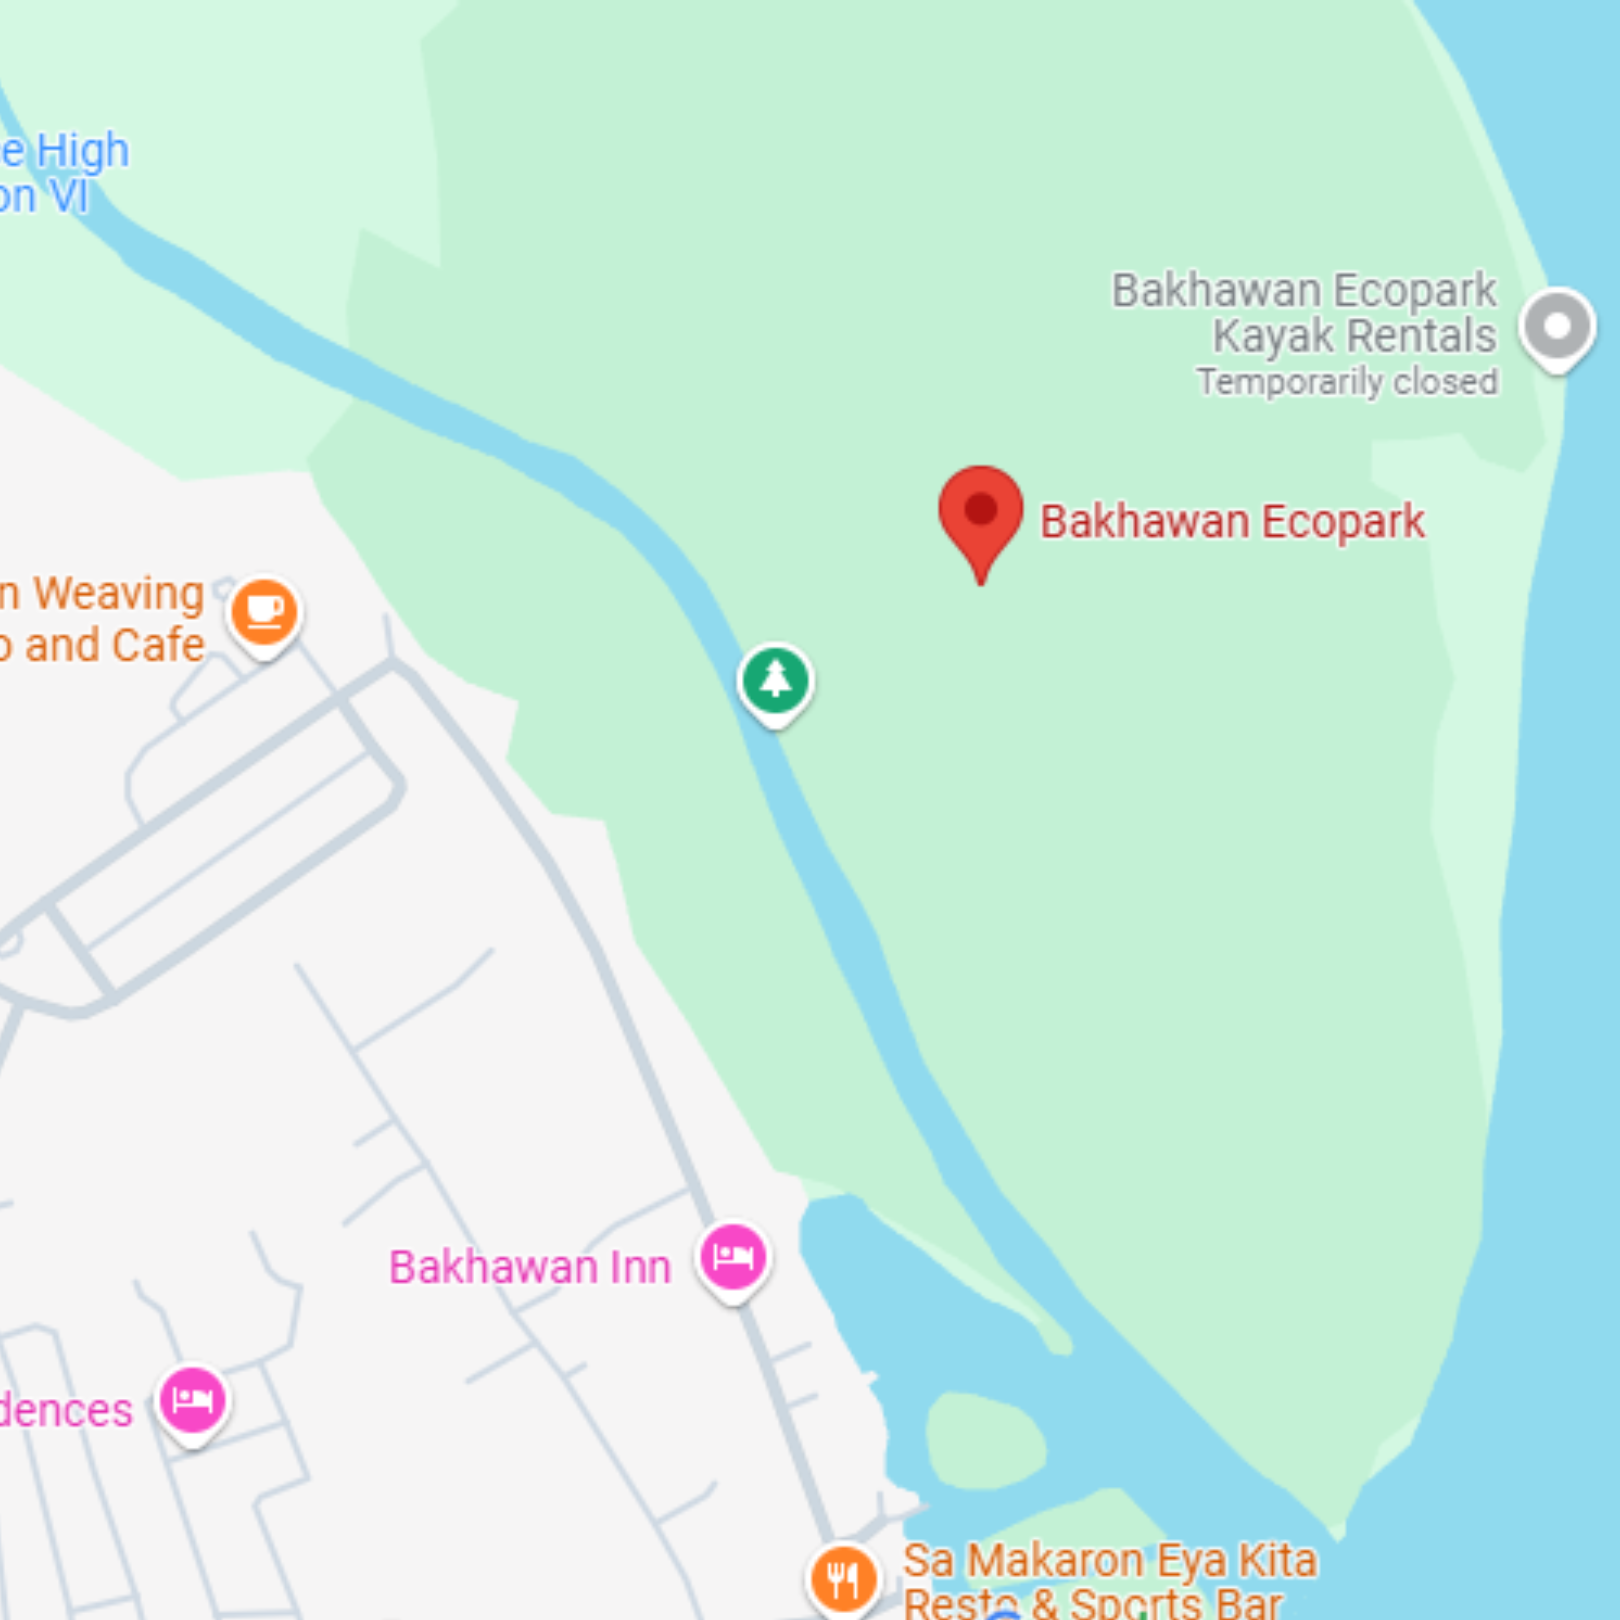 e High
on VI
Bakhawan Ecopark
Kayak Rentals
Temporarily closed
Bakhawan Ecopark
n Weaving
o and Cafe
Bakhawan Inn
dences
Sa Makaron Eya Kita
Resto & Sports Bar